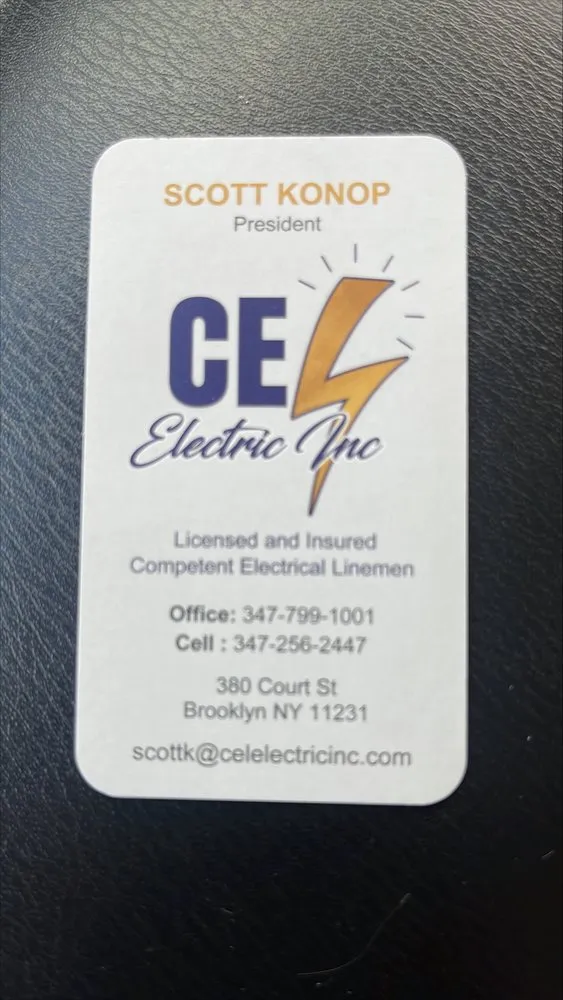 SCOTT KONOP
President
CEL
Electric Inc
Licensed and Insured
Competent Electrical Linemen
Office: 347-799-1001
Cell : 347-256-2447
380 Court St
Brooklyn NY 11231
scottk@celelectricinc.com